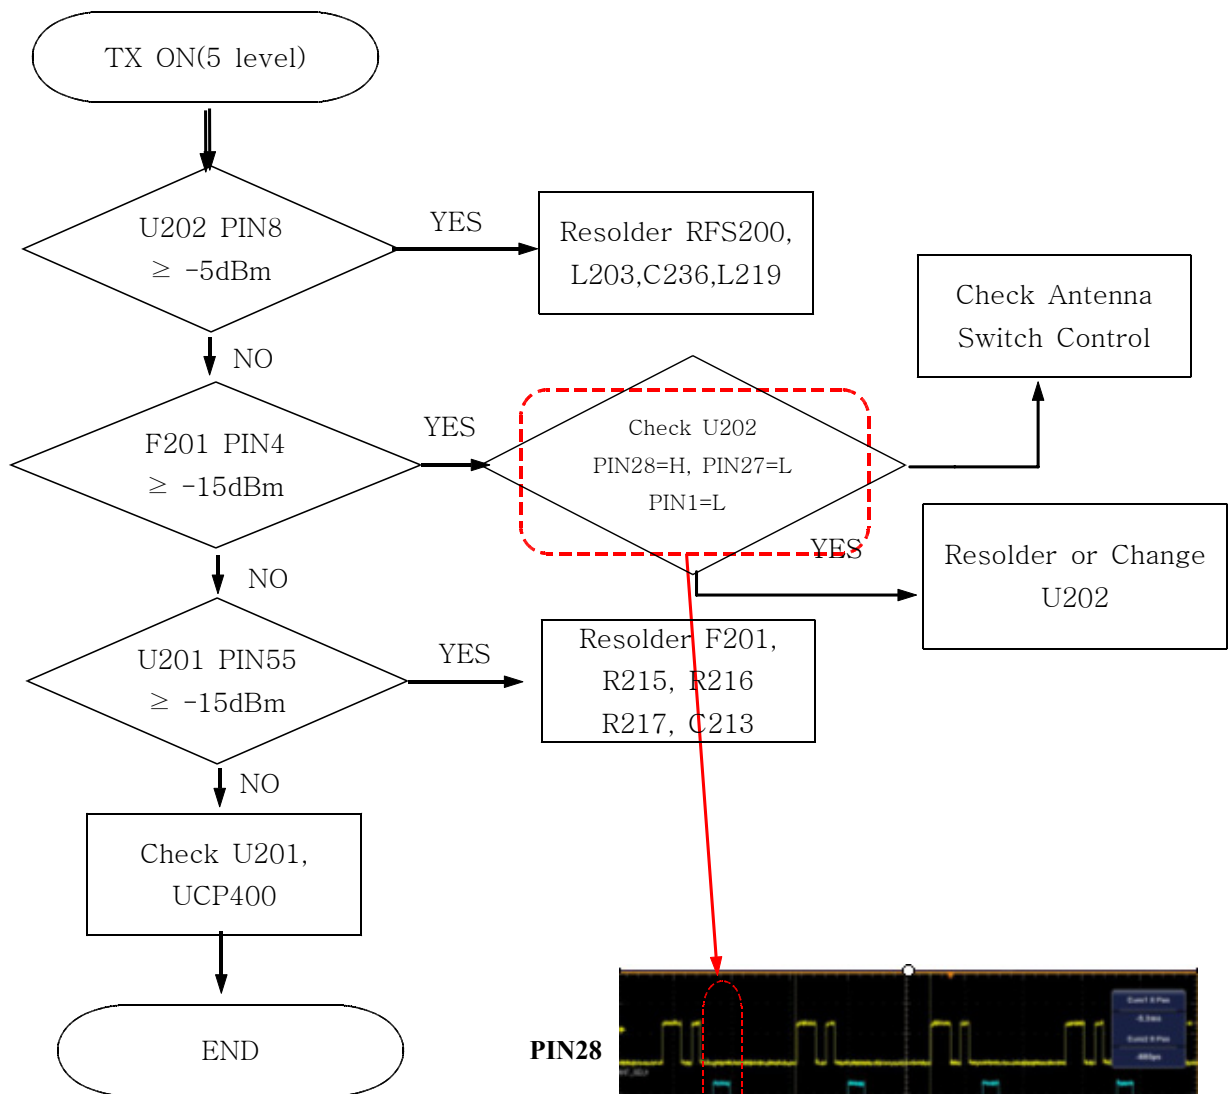 TX ON(5 level)
U202 PIN8
≥ -5dBm
YES
Resolder RFS200,
L203,C236,L219
Check Antenna
Switch Control
NO
F201 PIN4
≥ -15dBm
YES
Check U202
PIN28=H, PIN27=L
PIN1=L
YES
Resolder or Change
U202
NO
U201 PIN55
≥ -15dBm
YES
Resolder F201,
R215, R216
R217, C213
NO
Check U201,
UCP400
END
PIN28